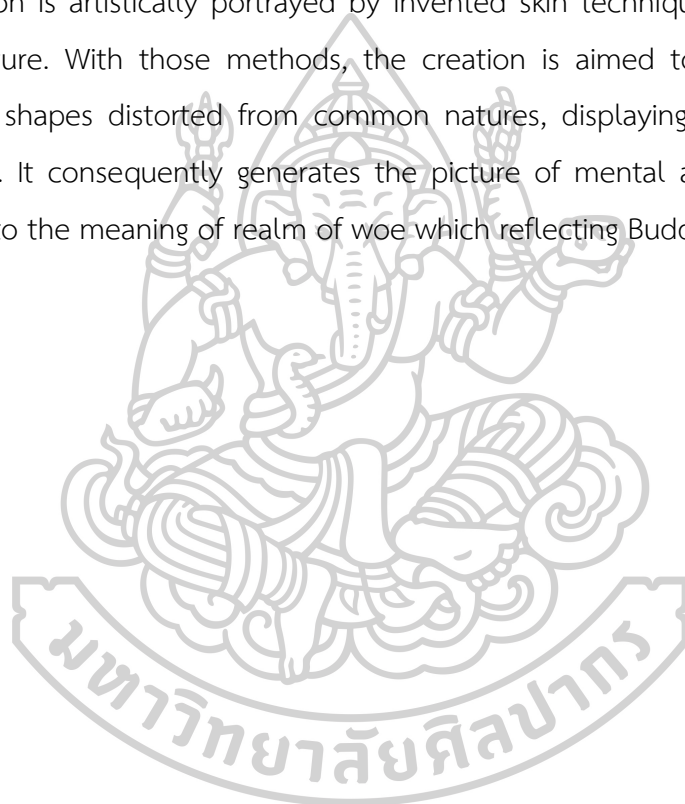 on is artistically portrayed by invented skin techniqu
ture. With those methods, the creation is aimed to
shapes distorted from common natures, displaying
. It consequently generates the picture of mental a
to the meaning of realm of woe which reflecting Budd
มหาวิทยาลัยศิลปากร